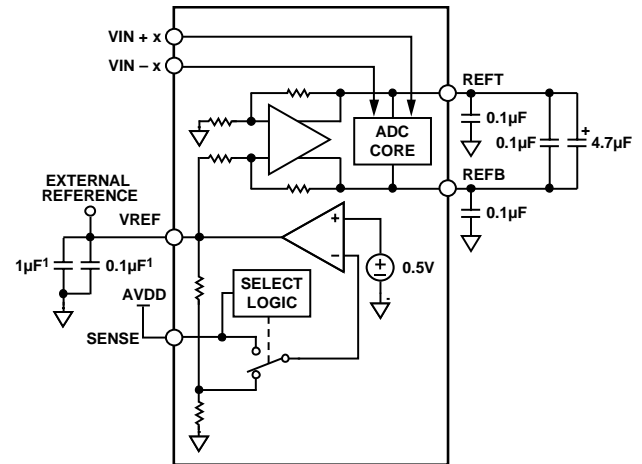 VIN + x
VIN – x
REFT
ADC
CORE
0.1µF
0.1µF
+
4.7µF
REFB
0.1µF
EXTERNAL
REFERENCE
VREF
1µF1
0.1µF1
+
–
+
–
0.5V
SELECT
LOGIC
AVDD
SENSE